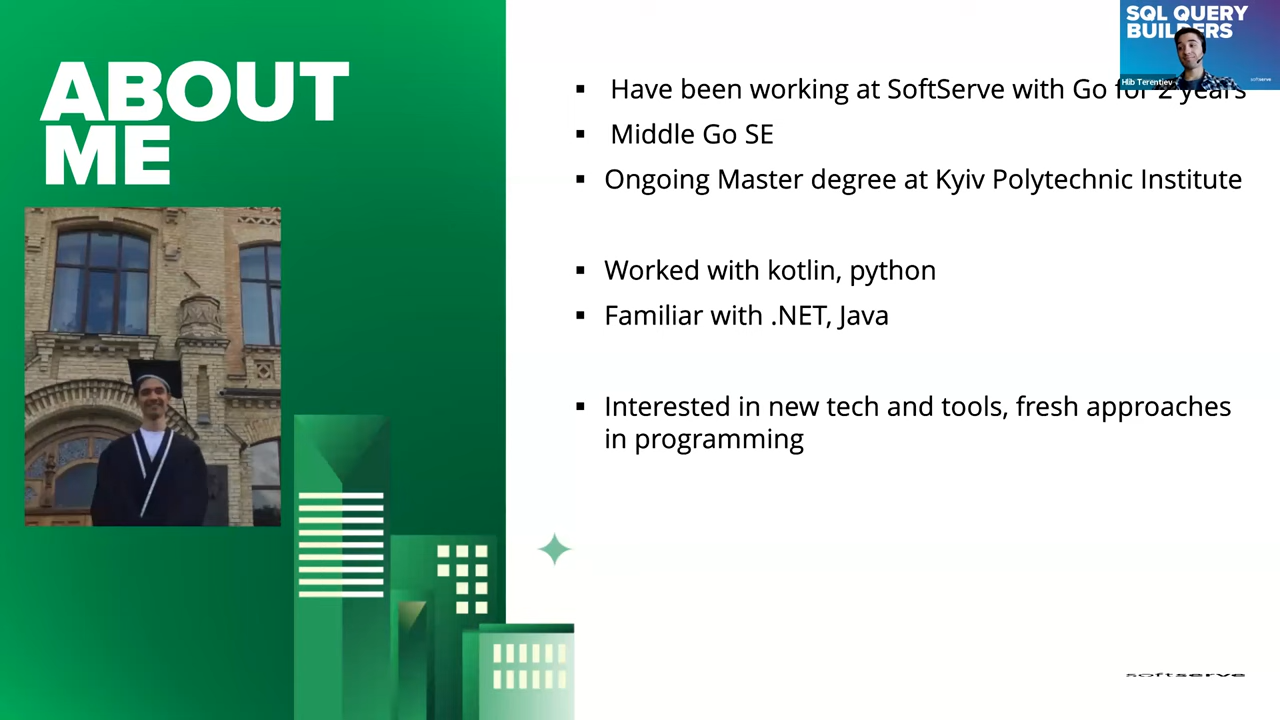 ABOUT
ME
SQL QUERY
BUILDERS
Hlib Terentiev
softserve
Have been working at SoftServe with Go for 2 years
Middle Go SE
Ongoing Master degree at Kyiv Polytechnic Institute
Worked with kotlin, python
Familiar with .NET, Java
Interested in new tech and tools, fresh approaches
in programming
softserve